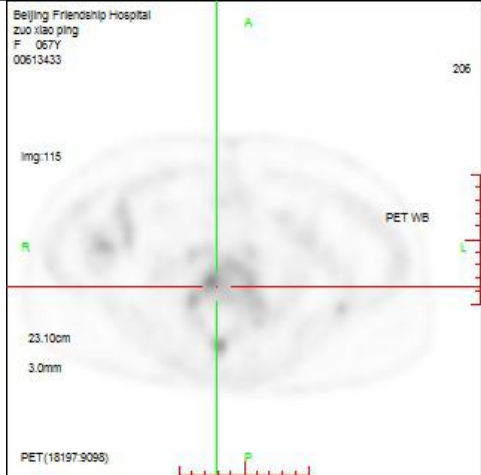 Beijing Friendship Hospital
zuo xiao ping
F 067Y
00613433
A
206
Img:115
PET WB
R
L
23.10cm
3.0mm
PET(18197:9098)
P